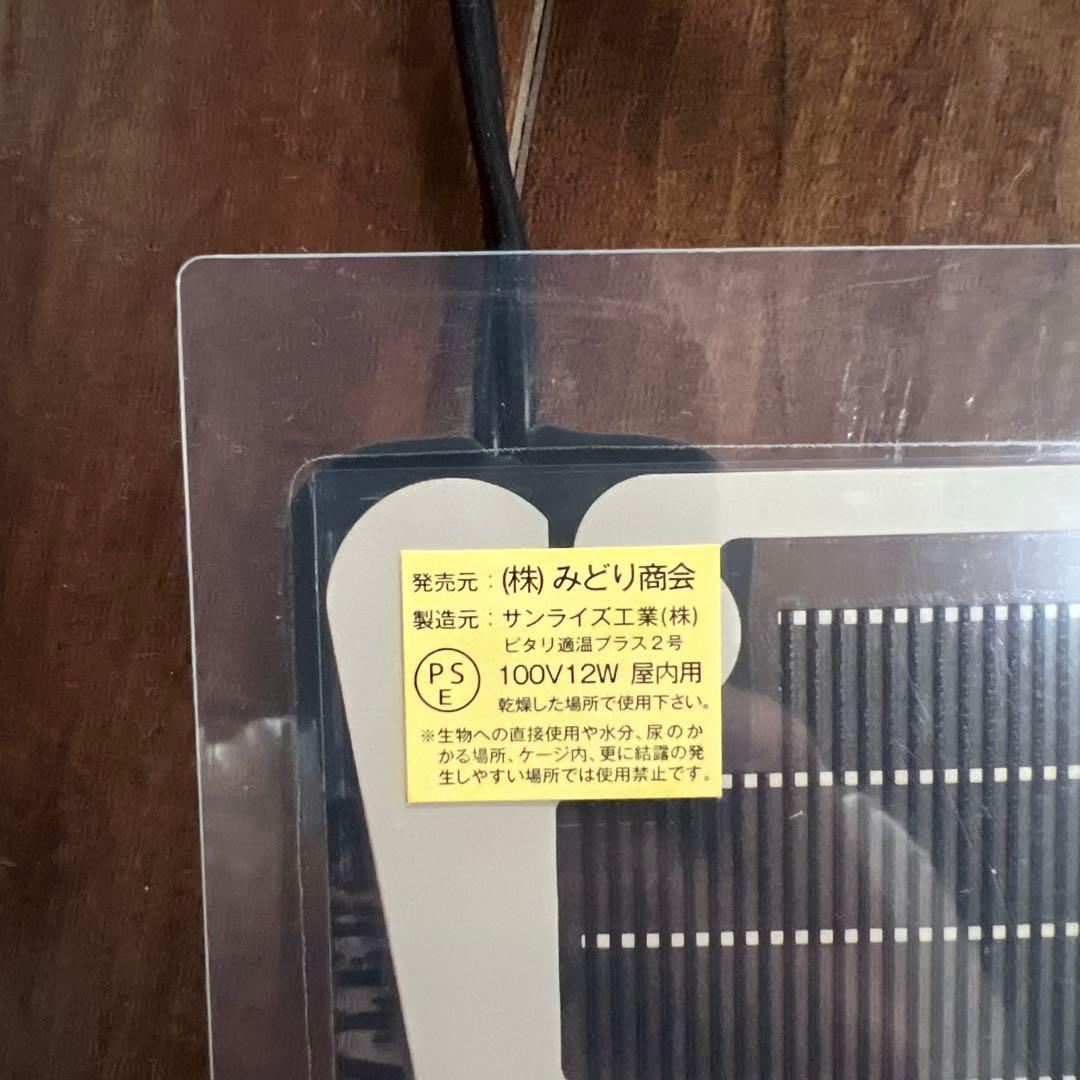 発売元：(株)みどり商会
製造元：サンライズ工業(株)
ピタリ適温プラス2号
PS
E
100V12W 屋内用
乾燥した場所で使用下さい。
※生物への直接使用や水分、尿のか
かる場所、ケージ内、更に結露の発
生しやすい場所では使用禁止です。